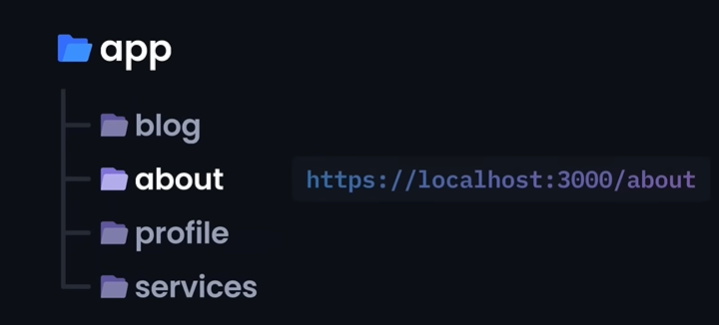 app
blog
about
https://localhost:3000/about
profile
services